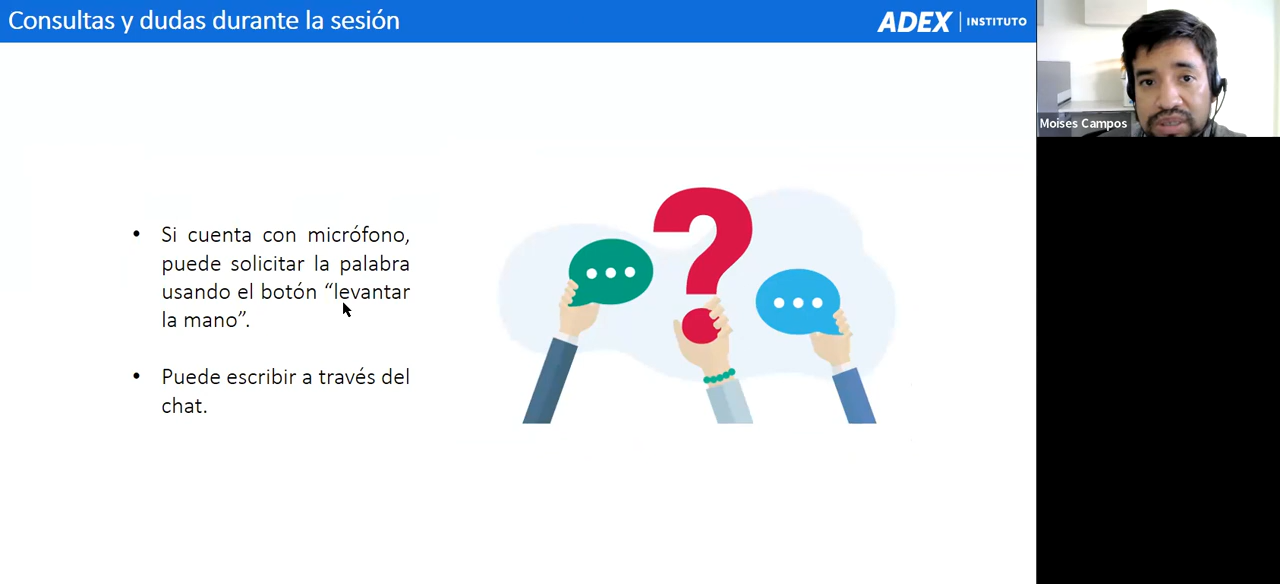 Consultas y dudas durante la sesión
ADEX | INSTITUTO
Moises Campos
• Si cuenta con micrófono,
puede solicitar la palabra
usando el botón “levantar
la mano”.
• Puede escribir a través del
chat.